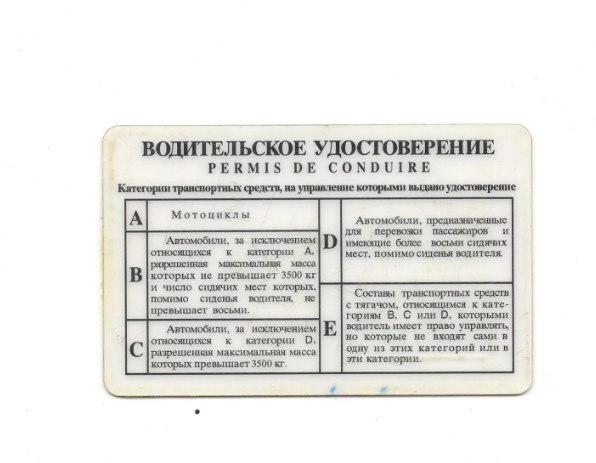 ВОДИТЕЛЬСКОЕ УДОСТОВЕРЕНИЕ
PERMIS DE CONDUIRE
Категории транспортных средств, на управление которыми выдано удостоверение
A
Мотоциклы
B
Автомобили, за исключением
относящихся к категории A,
разрешенная максимальная масса
которых не превышает 3500 кг
и число сидячих мест которых,
помимо сиденья водителя, не
превышает восьми.
C
Автомобили, за исключением
относящихся к категории D,
разрешенная максимальная масса
которых превышает 3500 кг.
D
Автомобили, предназначенные
для перевозки пассажиров и
имеющие более восьми сидячих
мест, помимо сиденья водителя.
E
Составы транспортных средств
с тягачом, относящимся к кате-
гориям B, C или D, которыми
водитель имеет право управлять,
но которые не входят сами в
одну из этих категорий или в
эти категории.